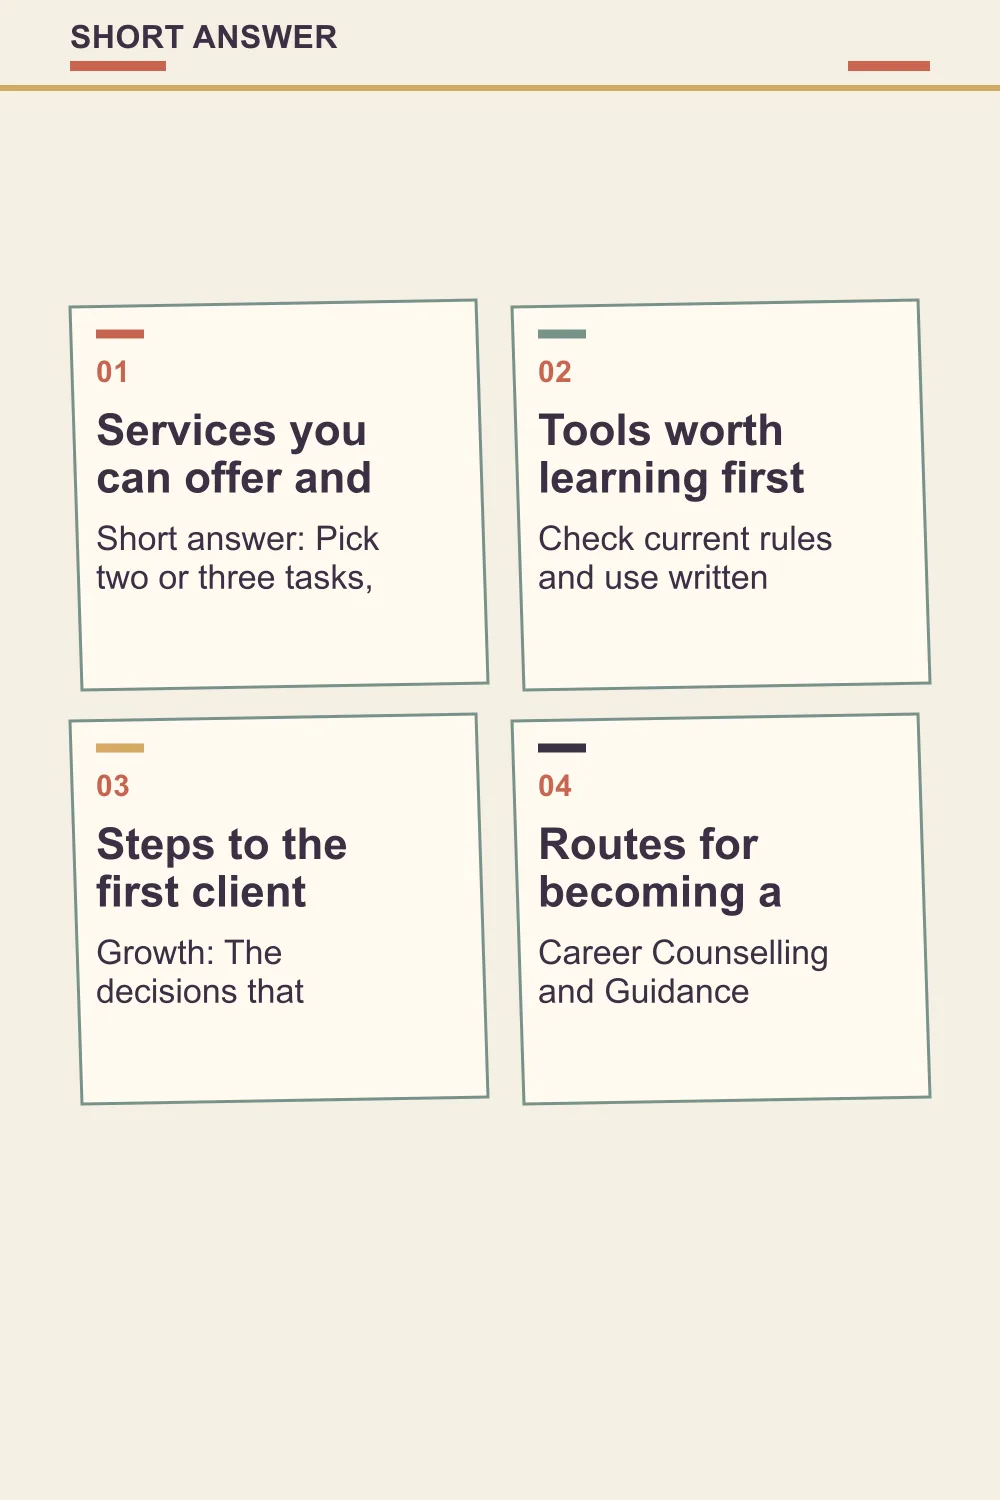 SHORT ANSWER
01
Services you
can offer and
Short answer: Pick
two or three tasks,
02
Tools worth
learning first
Check current rules
and use written
03
Steps to the
first client
Growth: The
decisions that
04
Routes for
becoming a
Career Counselling
and Guidance